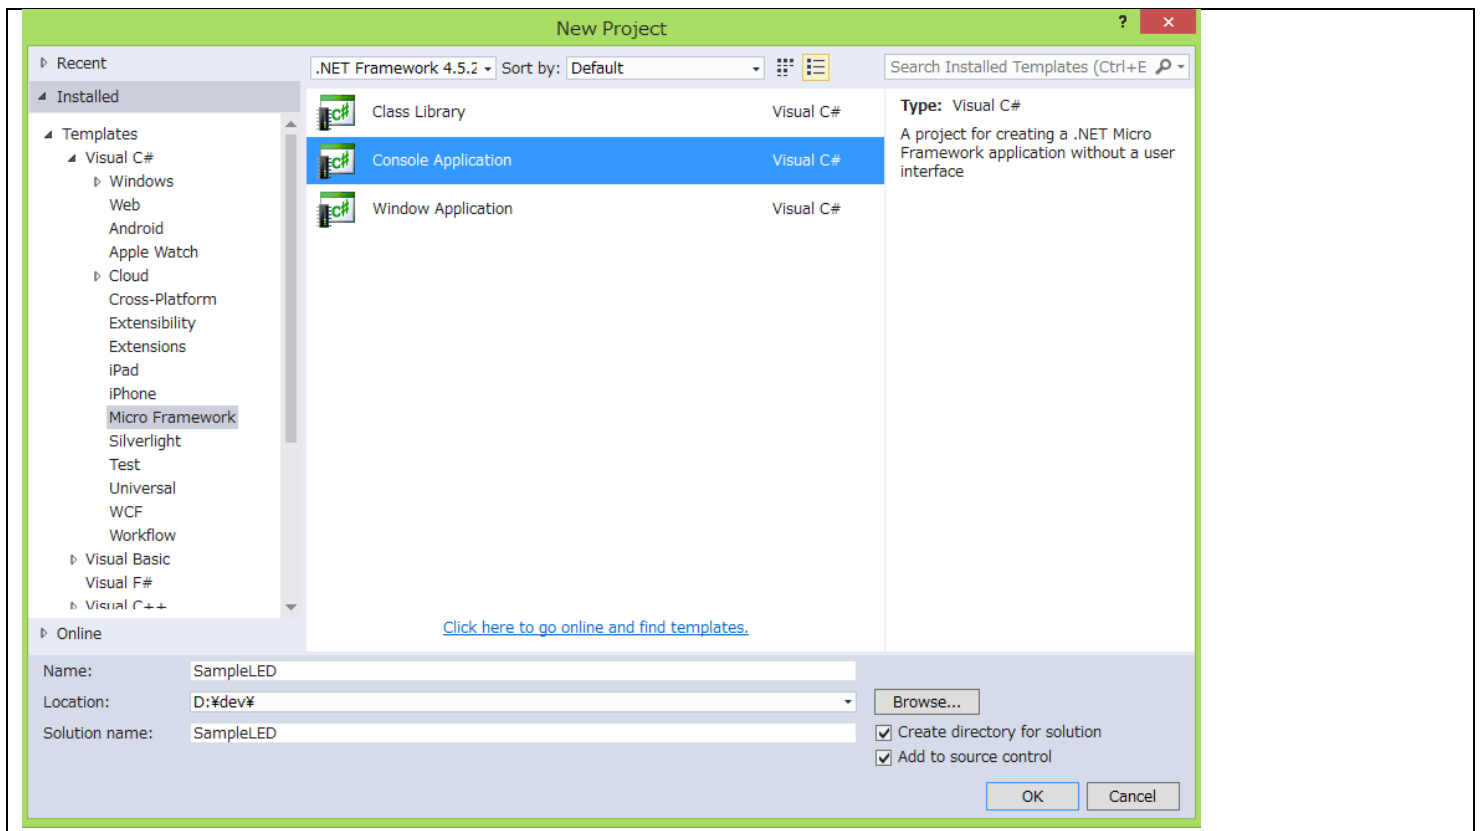 New Project
?
Recent
Installed
Templates
Visual C#
Windows
Web
Android
Apple Watch
Cloud
Cross-Platform
Extensibility
Extensions
iPad
iPhone
Micro Framework
Silverlight
Test
Universal
WCF
Workflow
Visual Basic
Visual F#
Visual C++
Online
.NET Framework 4.5.2 Sort by: Default
Class Library Visual C#
Console Application Visual C#
Window Application Visual C#
Click here to go online and find templates.
Search Installed Templates (Ctrl+E
Type: Visual C#
A project for creating a .NET Micro
Framework application without a user
interface
Name: SampleLED
Location: D:¥dev¥
Browse...
Solution name: SampleLED
Create directory for solution
Add to source control
OK Cancel